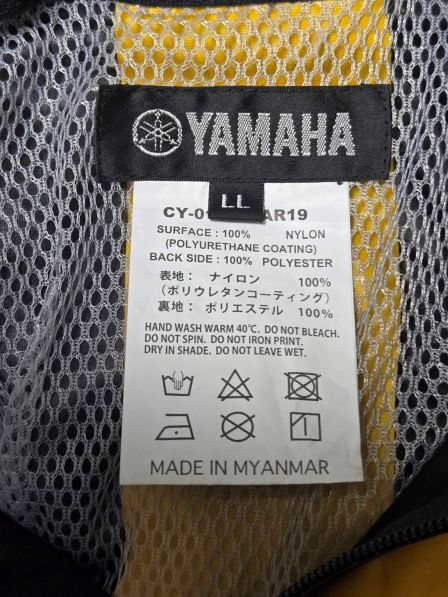 YAMAHA
LL
CY-0 AR19
SURFACE : 100% NYLON
(POLYURETHANE COATING)
BACK SIDE : 100% POLYESTER
表地: ナイロン 100%
(ポリウレタンコーティング)
裏地: ポリエステル 100%
HAND WASH WARM 40℃. DO NOT BLEACH.
DO NOT SPIN. DO NOT IRON PRINT.
DRY IN SHADE. DO NOT LEAVE WET.
MADE IN MYANMAR